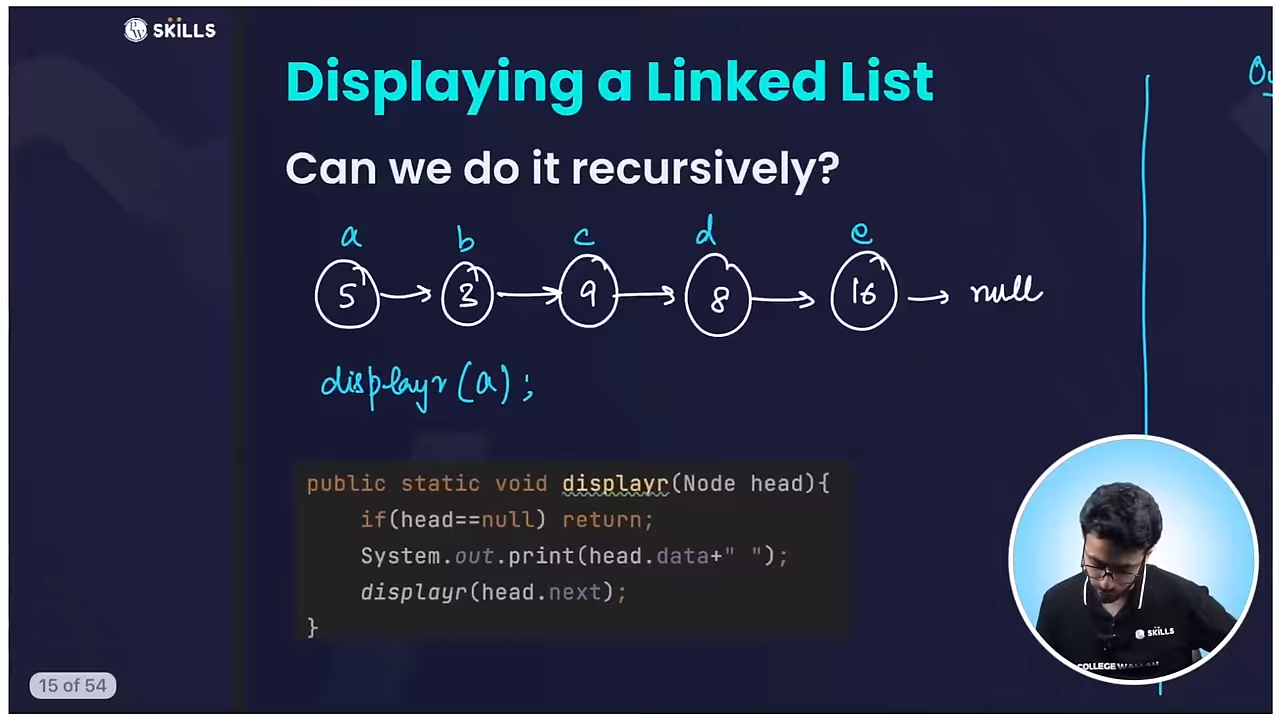 SKILLS
Displaying a Linked List
Can we do it recursively?
a b c d e
5 3 9 8 16 null
displayr(a);
public static void displayr(Node head){
if(head==null) return;
System.out.print(head.data+" ");
displayr(head.next);
}
SKILLS
COLLEGE WALLAH
15 of 54